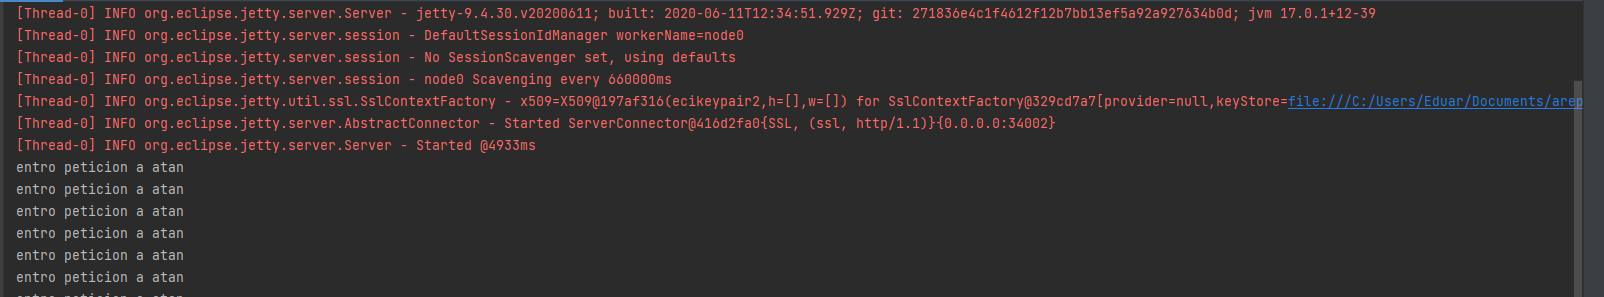 [Thread-0] INFO org.eclipse.jetty.server.Server - jetty-9.4.30.v20200611; built: 2020-06-11T12:34:51.929Z; git: 271836e4c1f4612f12b7bb13ef5a92a927634b0d; jvm 17.0.1+12-39
[Thread-0] INFO org.eclipse.jetty.server.session - DefaultSessionIdManager workerName=node0
[Thread-0] INFO org.eclipse.jetty.server.session - No SessionScavenger set, using defaults
[Thread-0] INFO org.eclipse.jetty.server.session - node0 Scavenging every 660000ms
[Thread-0] INFO org.eclipse.jetty.util.ssl.SslContextFactory - x509=X509@197af316(ecikeypair2,h=[],w=[]) for SslContextFactory@329cd7a7[provider=null,keyStore=file:///C:/Users/Eduar/Documents/arep
[Thread-0] INFO org.eclipse.jetty.server.AbstractConnector - Started ServerConnector@416d2fa0{SSL, (ssl, http/1.1)}{0.0.0.0:34002}
[Thread-0] INFO org.eclipse.jetty.server.Server - Started @4933ms
entro peticion a atan
entro peticion a atan
entro peticion a atan
entro peticion a atan
entro peticion a atan
entro peticion a atan